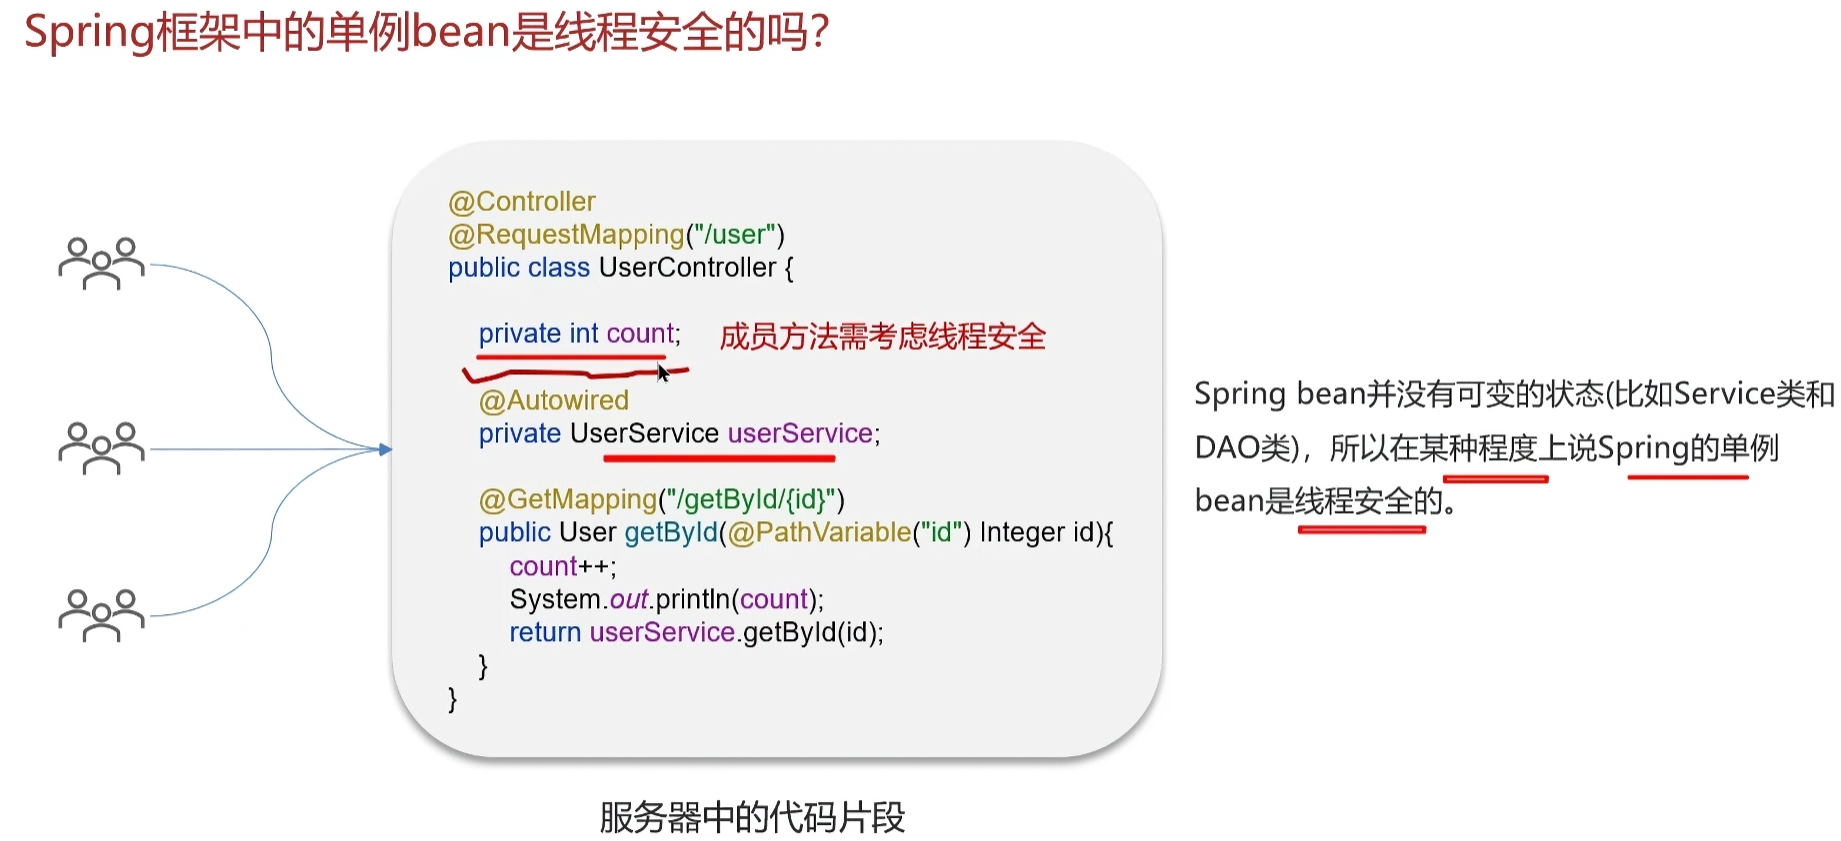 Spring框架中的单例bean是线程安全的吗?
@Controller
@RequestMapping("/user")
public class UserController {
private int count; 成员方法需考虑线程安全
@Autowired
private UserService userService;
@GetMapping("/getById/{id}")
public User getById(@PathVariable("id") Integer id){
count++;
System.out.println(count);
return userService.getById(id);
}
}
Spring bean并没有可变的状态(比如Service类和
DAO类)，所以在某种程度上说Spring的单例
bean是线程安全的。
服务器中的代码片段